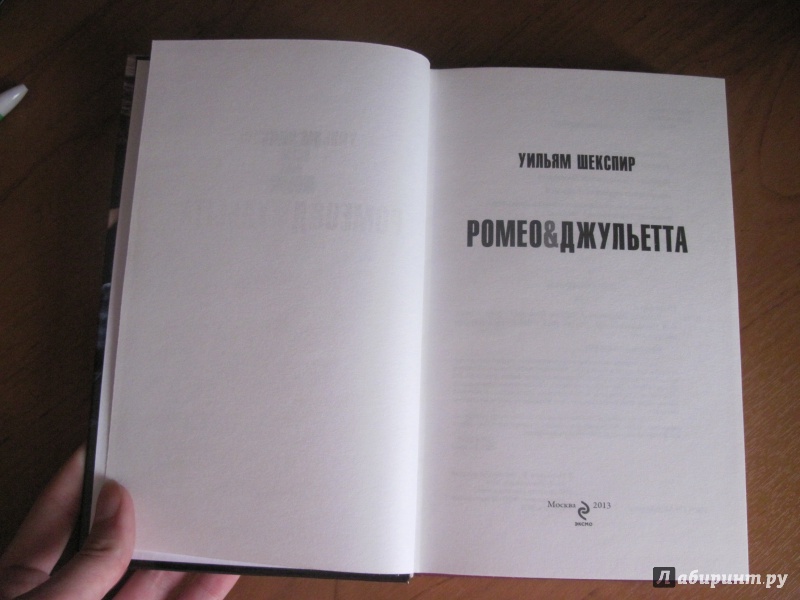 УИЛЬЯМ ШЕКСПИР
РОМЕО&ДЖУЛЬЕТТА
Москва 2013
ЭКСМО
Лабиринт.ру